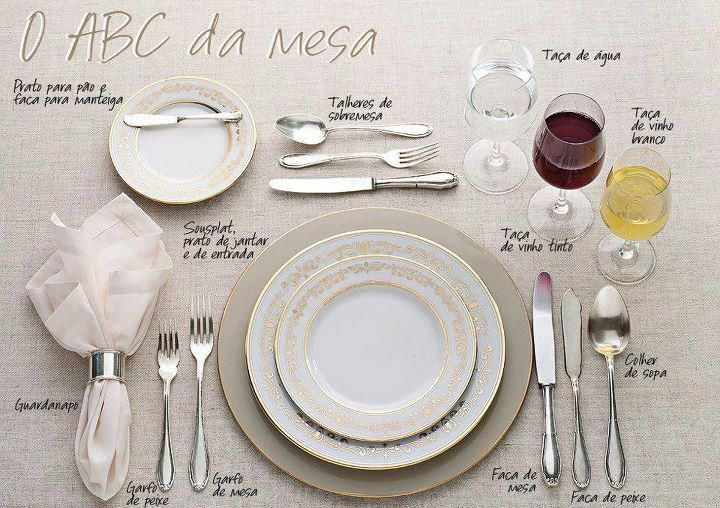 O ABC da mesa
Prato para pão e
faca para manteiga
Talheres de
sobremesa
Taça de água
Taça
de vinho
branco
Taça
de vinho tinto
Sousplat,
prato de jantar
e de entrada
Guardanapo
Garfo
de peixe
Garfo
de mesa
Faca de
mesa
Faca de peixe
Colher
de sopa